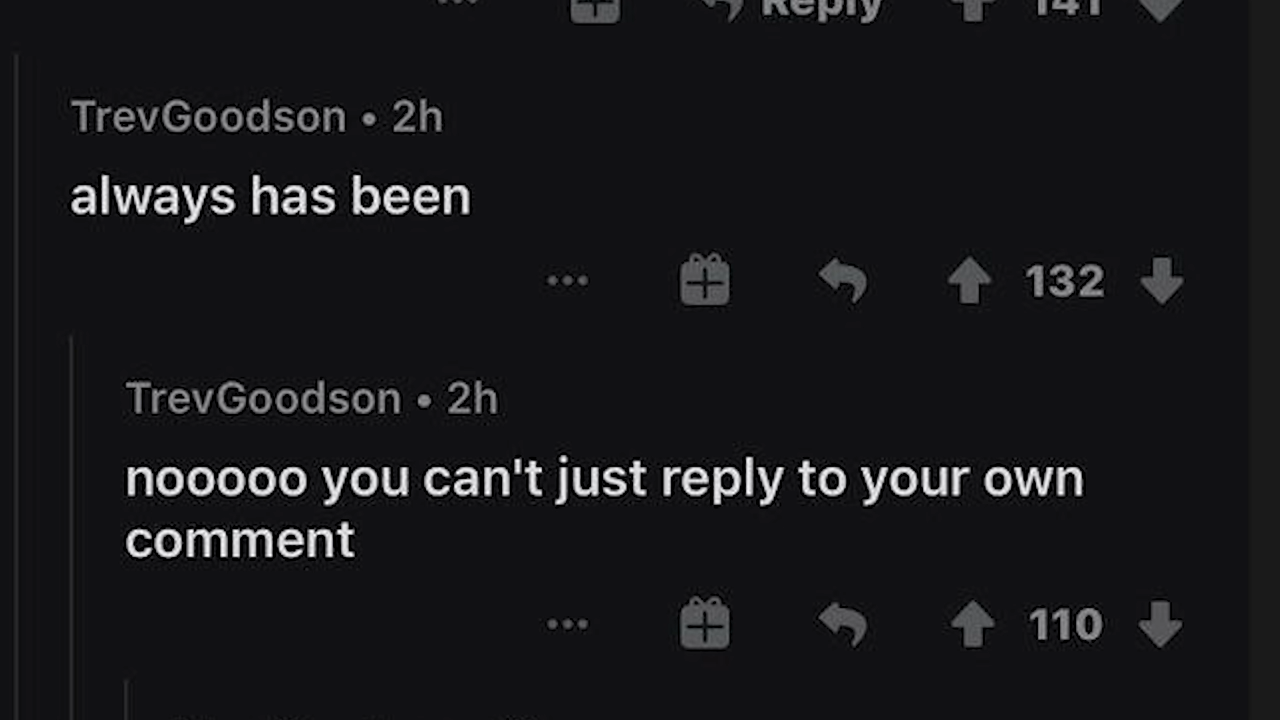 Reply 141
TrevGoodson • 2h
always has been
132
TrevGoodson • 2h
nooooo you can't just reply to your own
comment
110